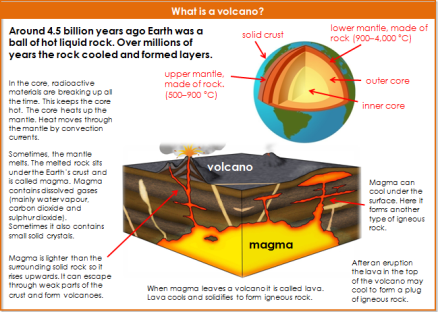 What is a volcano?
Around 4.5 billion years ago Earth was a
ball of hot liquid rock. Over millions of
years the rock cooled and formed layers.
In the core, radioactive
materials are breaking up all
the time. This keeps the core
hot. The core heats up the
mantle. Heat moves through
the mantle by convection
currents.
Sometimes, the mantle
melts. The melted rock sits
under the Earth's crust and
is called magma. Magma
contains dissolved gases
(mainly water vapour,
carbon dioxide and
sulphur dioxide).
Sometimes it also contains
small solid crystals.
Magma is lighter than the
surrounding solid rock so it
rises upwards. It can escape
through weak parts of the
crust and form volcanoes.
solid crust
lower mantle, made of
rock (900–4,000 °C)
upper mantle,
made of rock.
(500–900 °C)
outer core
inner core
volcano
magma
Magma can
cool under the
surface. Here it
forms another
type of igneous
rock.
When magma leaves a volcano it is called lava.
Lava cools and solidifies to form igneous rock.
After an eruption
the lava in the top
of the volcano may
cool to form a plug
of igneous rock.